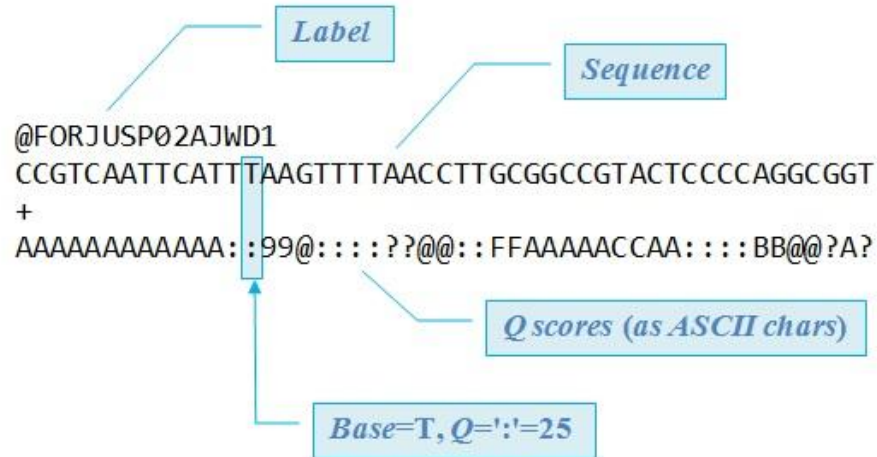 Label
Sequence
@FORJUSP02AJWD1
CCGTCAATTCATTTAAGTTTTAACCTTGCGGCCGTACTCCCCAGGCGGT
+
AAAAAAAAAAAA::99@::::??@@::FFAAAAACCAA::::BB@@?A?
Q scores (as ASCII chars)
Base=T, Q=':'=25